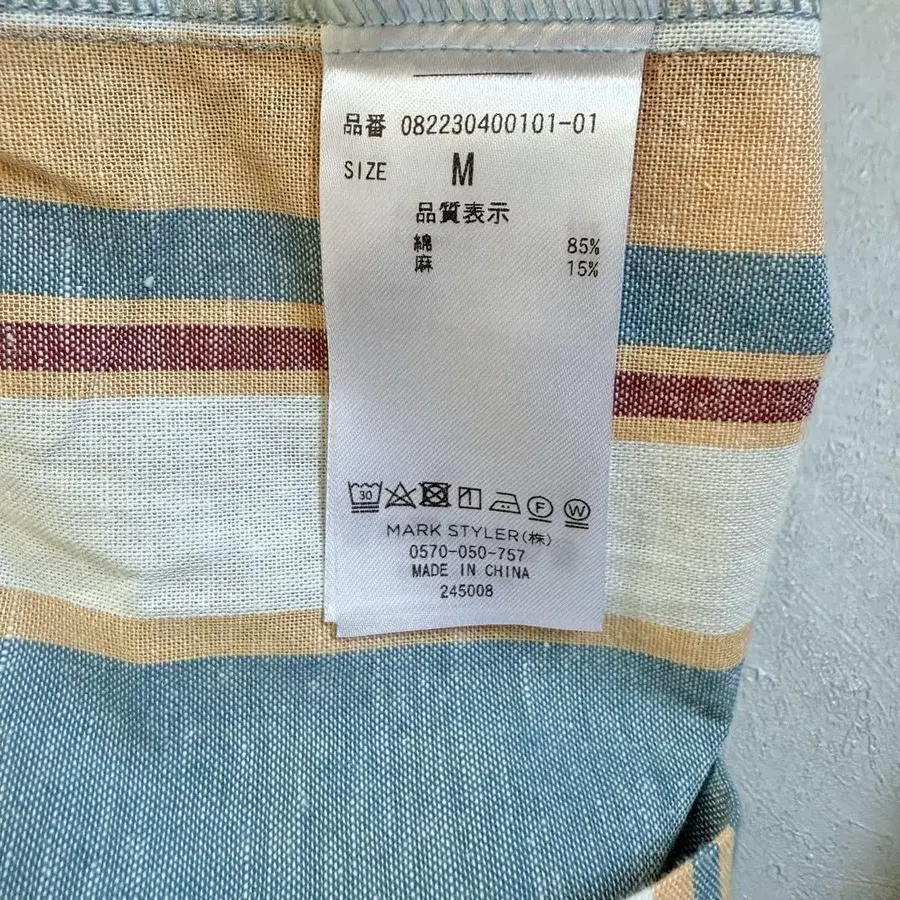 品番 082230400101-01
SIZE M
品質表示
綿 85%
麻 15%
30 F W
MARK STYLER(株)
0570-050-757
MADE IN CHINA
245008